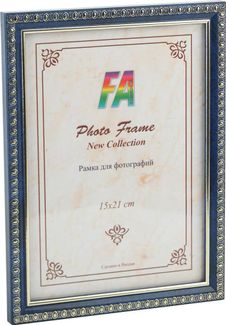 FA
Photo Frame
New Collection
Рамка для фотографий
15x21 cm